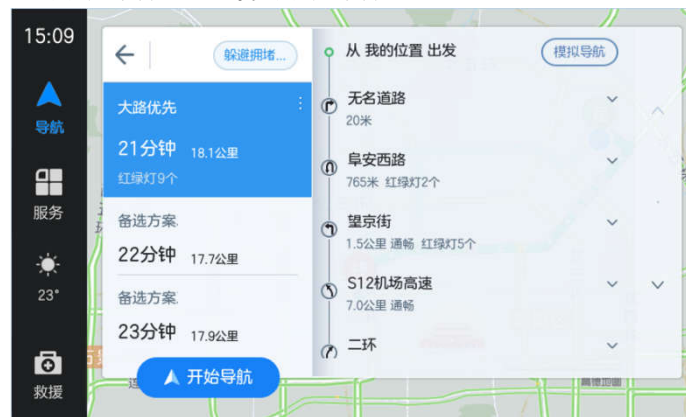 15:09
导航
服务
23°
救援
躲避拥堵...
大路优先
21分钟 18.1公里
红绿灯9个
备选方案
22分钟 17.7公里
备选方案
23分钟 17.9公里
开始导航
从 我的位置 出发
模拟导航
无名道路
20米
阜安西路
765米 红绿灯2个
望京街
1.5公里 通畅 红绿灯5个
S12机场高速
7.0公里 通畅
二环
高德地图